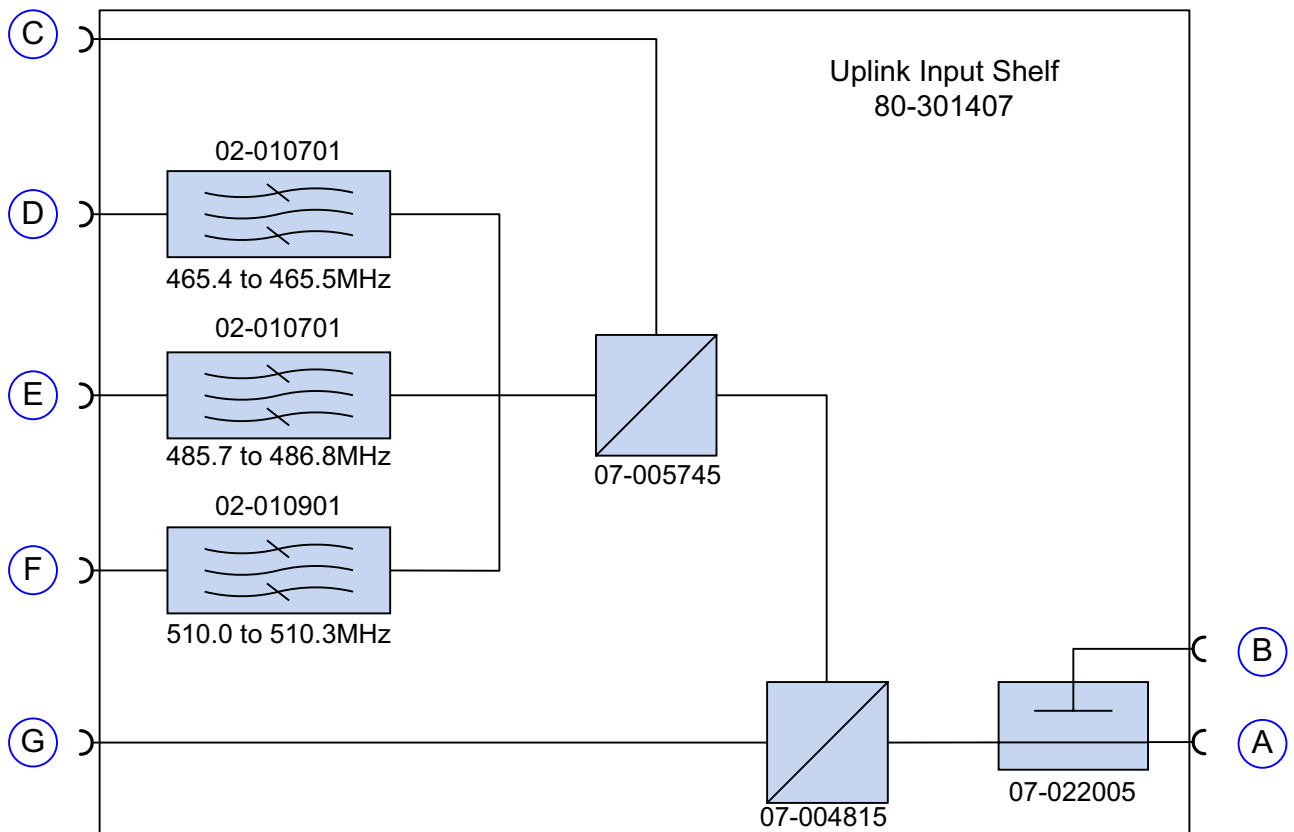 C
Uplink Input Shelf
80-301407
02-010701
D
465.4 to 465.5MHz
02-010701
E
485.7 to 486.8MHz
07-005745
02-010901
F
510.0 to 510.3MHz
B
G
A
07-022005
07-004815